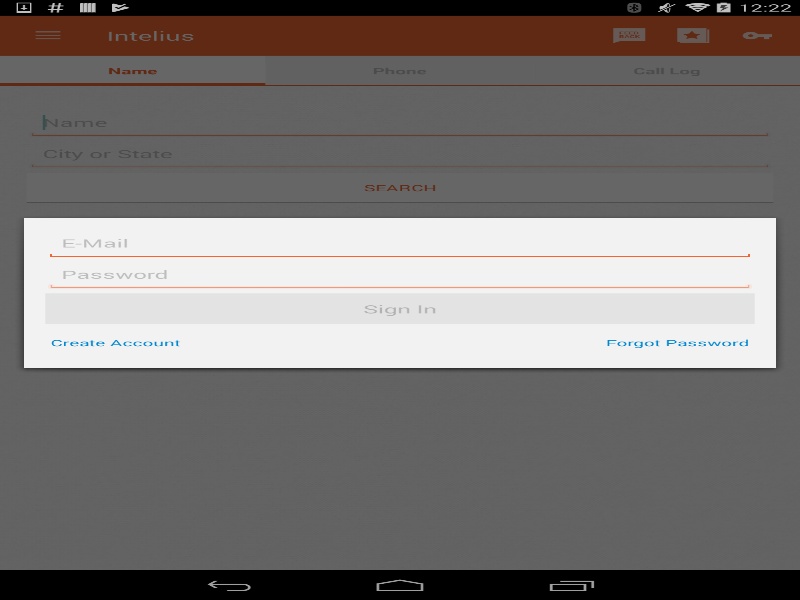 12:22
Intelius
Name
Phone
Call Log
Name
City or State
SEARCH
E-Mail
Password
Sign In
Create Account
Forgot Password